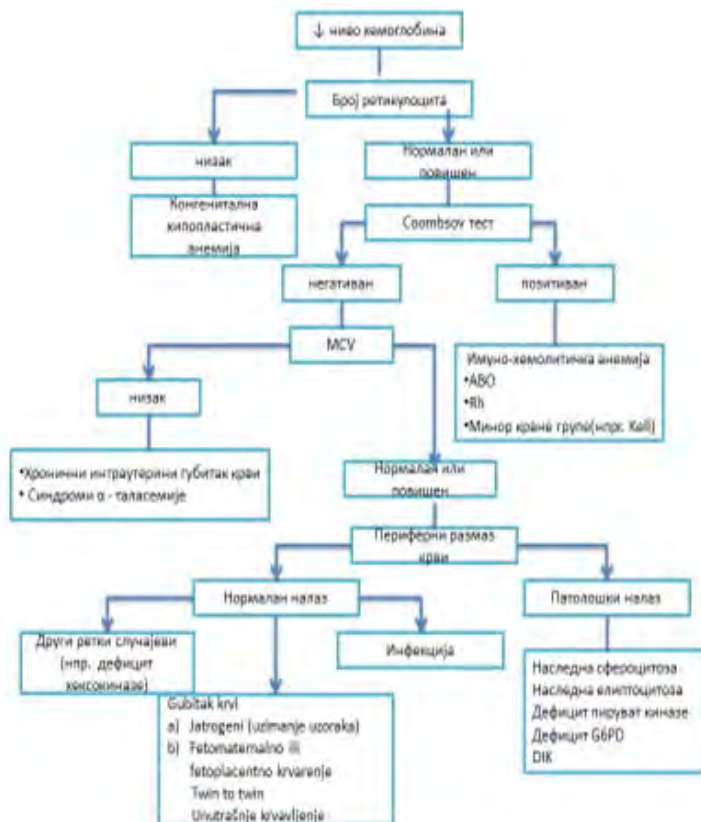 ↓ ниво хемоглобина
Број ретикулоцита
низак
Нормалан или
повишен
Конгенитална
хипопластична
анемија
Coombsov тест
негативан
позитиван
MCV
Имуно-хемолитичка анемија
•ABO
•Rh
•Минор крвне групе(нпр. Kell)
низак
•Хронични интраутерини губитак крви
• Синдроми α - таласемије
Нормалан или
повишен
Периферни размаз
крви
Нормалан налаз
Патолошки налаз
Други ретки случајеви
(нпр. дефицит
хексокиназе)
Инфекција
Gubitak krvi
a) Jatrogeni (uzimanje uzoraka)
b) Fetomaternalno ili
fetoplacentno krvarenje
Twin to twin
Unutrašnje krvavljenje
Наследна сфероцитоза
Наследна елиптоцитоза
Дефицит пируват киназе
Дефицит G6PD
DIK